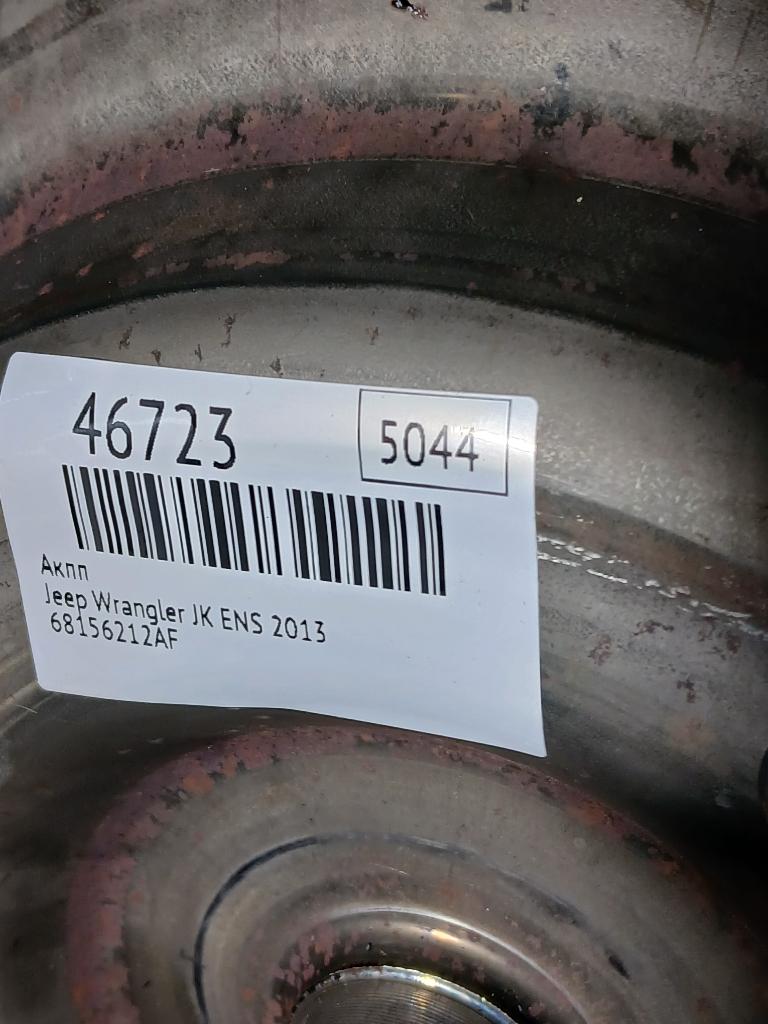 46723
5044
Акпп
Jeep Wrangler JK ENS 2013
68156212AF